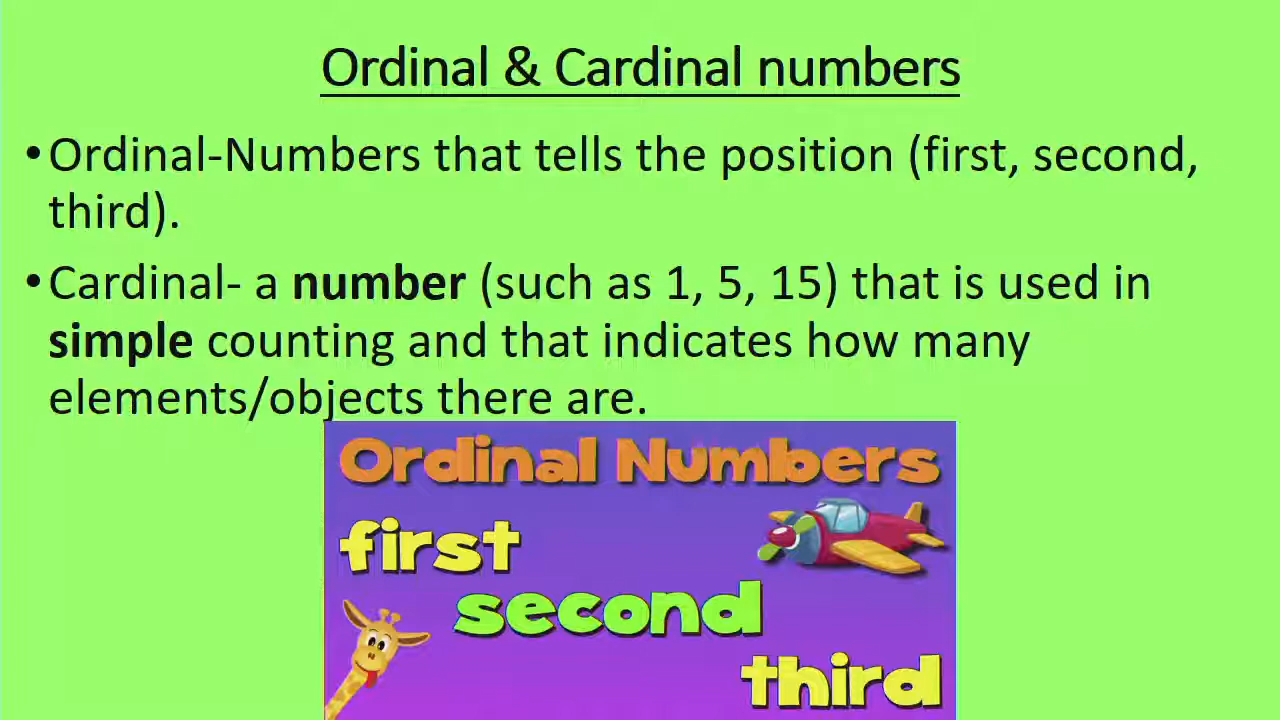 Ordinal & Cardinal numbers
•Ordinal-Numbers that tells the position (first, second,
third).
•Cardinal- a number (such as 1, 5, 15) that is used in
simple counting and that indicates how many
elements/objects there are.
Ordinal Numbers
first
second
third